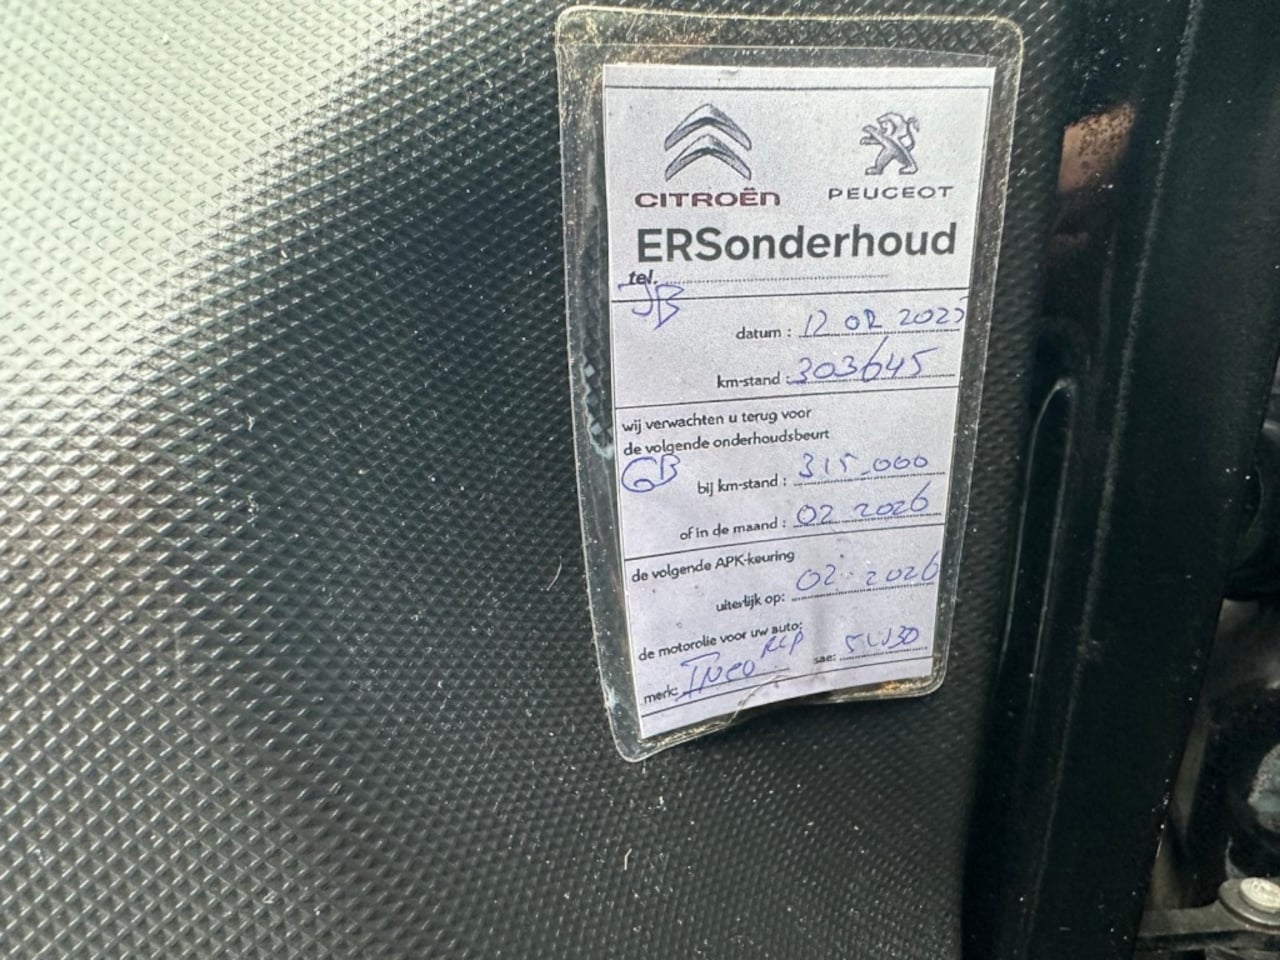 CITROËN PEUGEOT
ERSonderhoud
tel.
JB
datum : 12 02 2025
km-stand : 303645
wij verwachten u terug voor
de volgende onderhoudsbeurt
GB
bij km-stand : 315.000
of in de maand : 02 2026
de volgende APK-keuring
uiterlijk op: 02 2026
de motorolie voor uw auto:
merk: Ineo RCP sae: 5W30